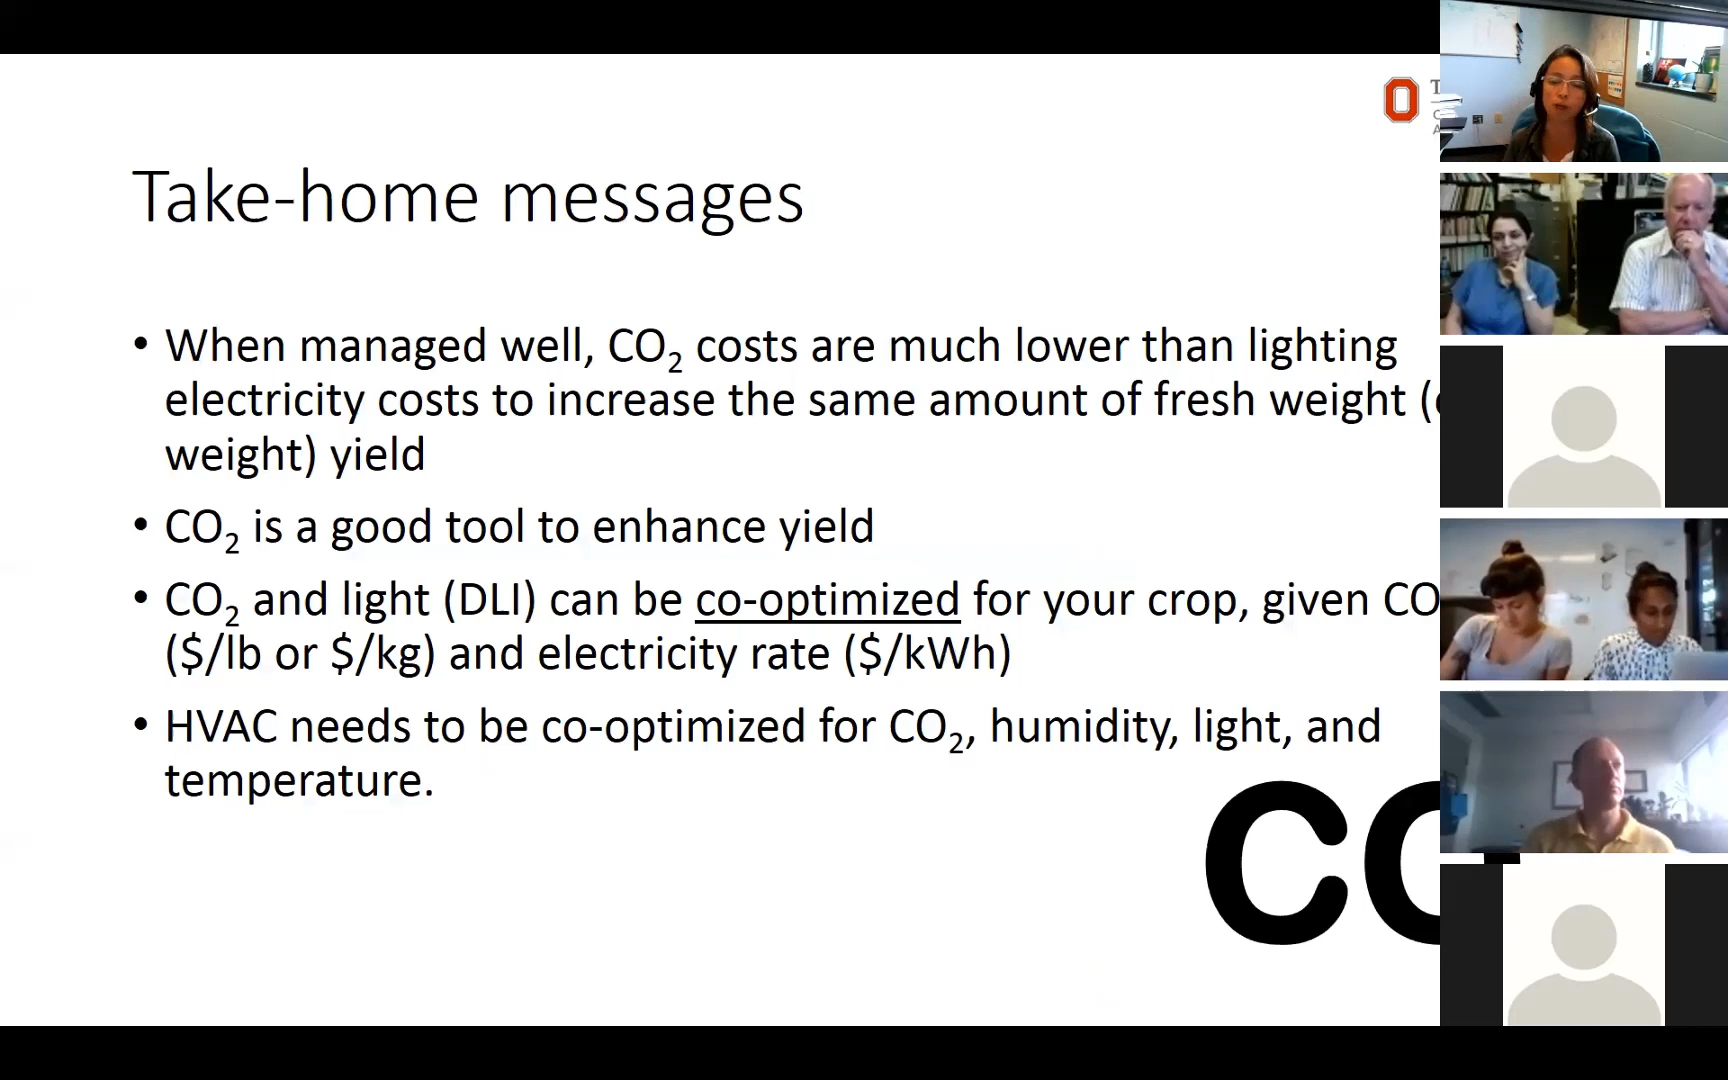 Take-home messages
• When managed well, CO₂ costs are much lower than lighting
electricity costs to increase the same amount of fresh weight (
weight) yield
• CO₂ is a good tool to enhance yield
• CO₂ and light (DLI) can be co-optimized for your crop, given CO
($/lb or $/kg) and electricity rate ($/kWh)
• HVAC needs to be co-optimized for CO₂, humidity, light, and
temperature.